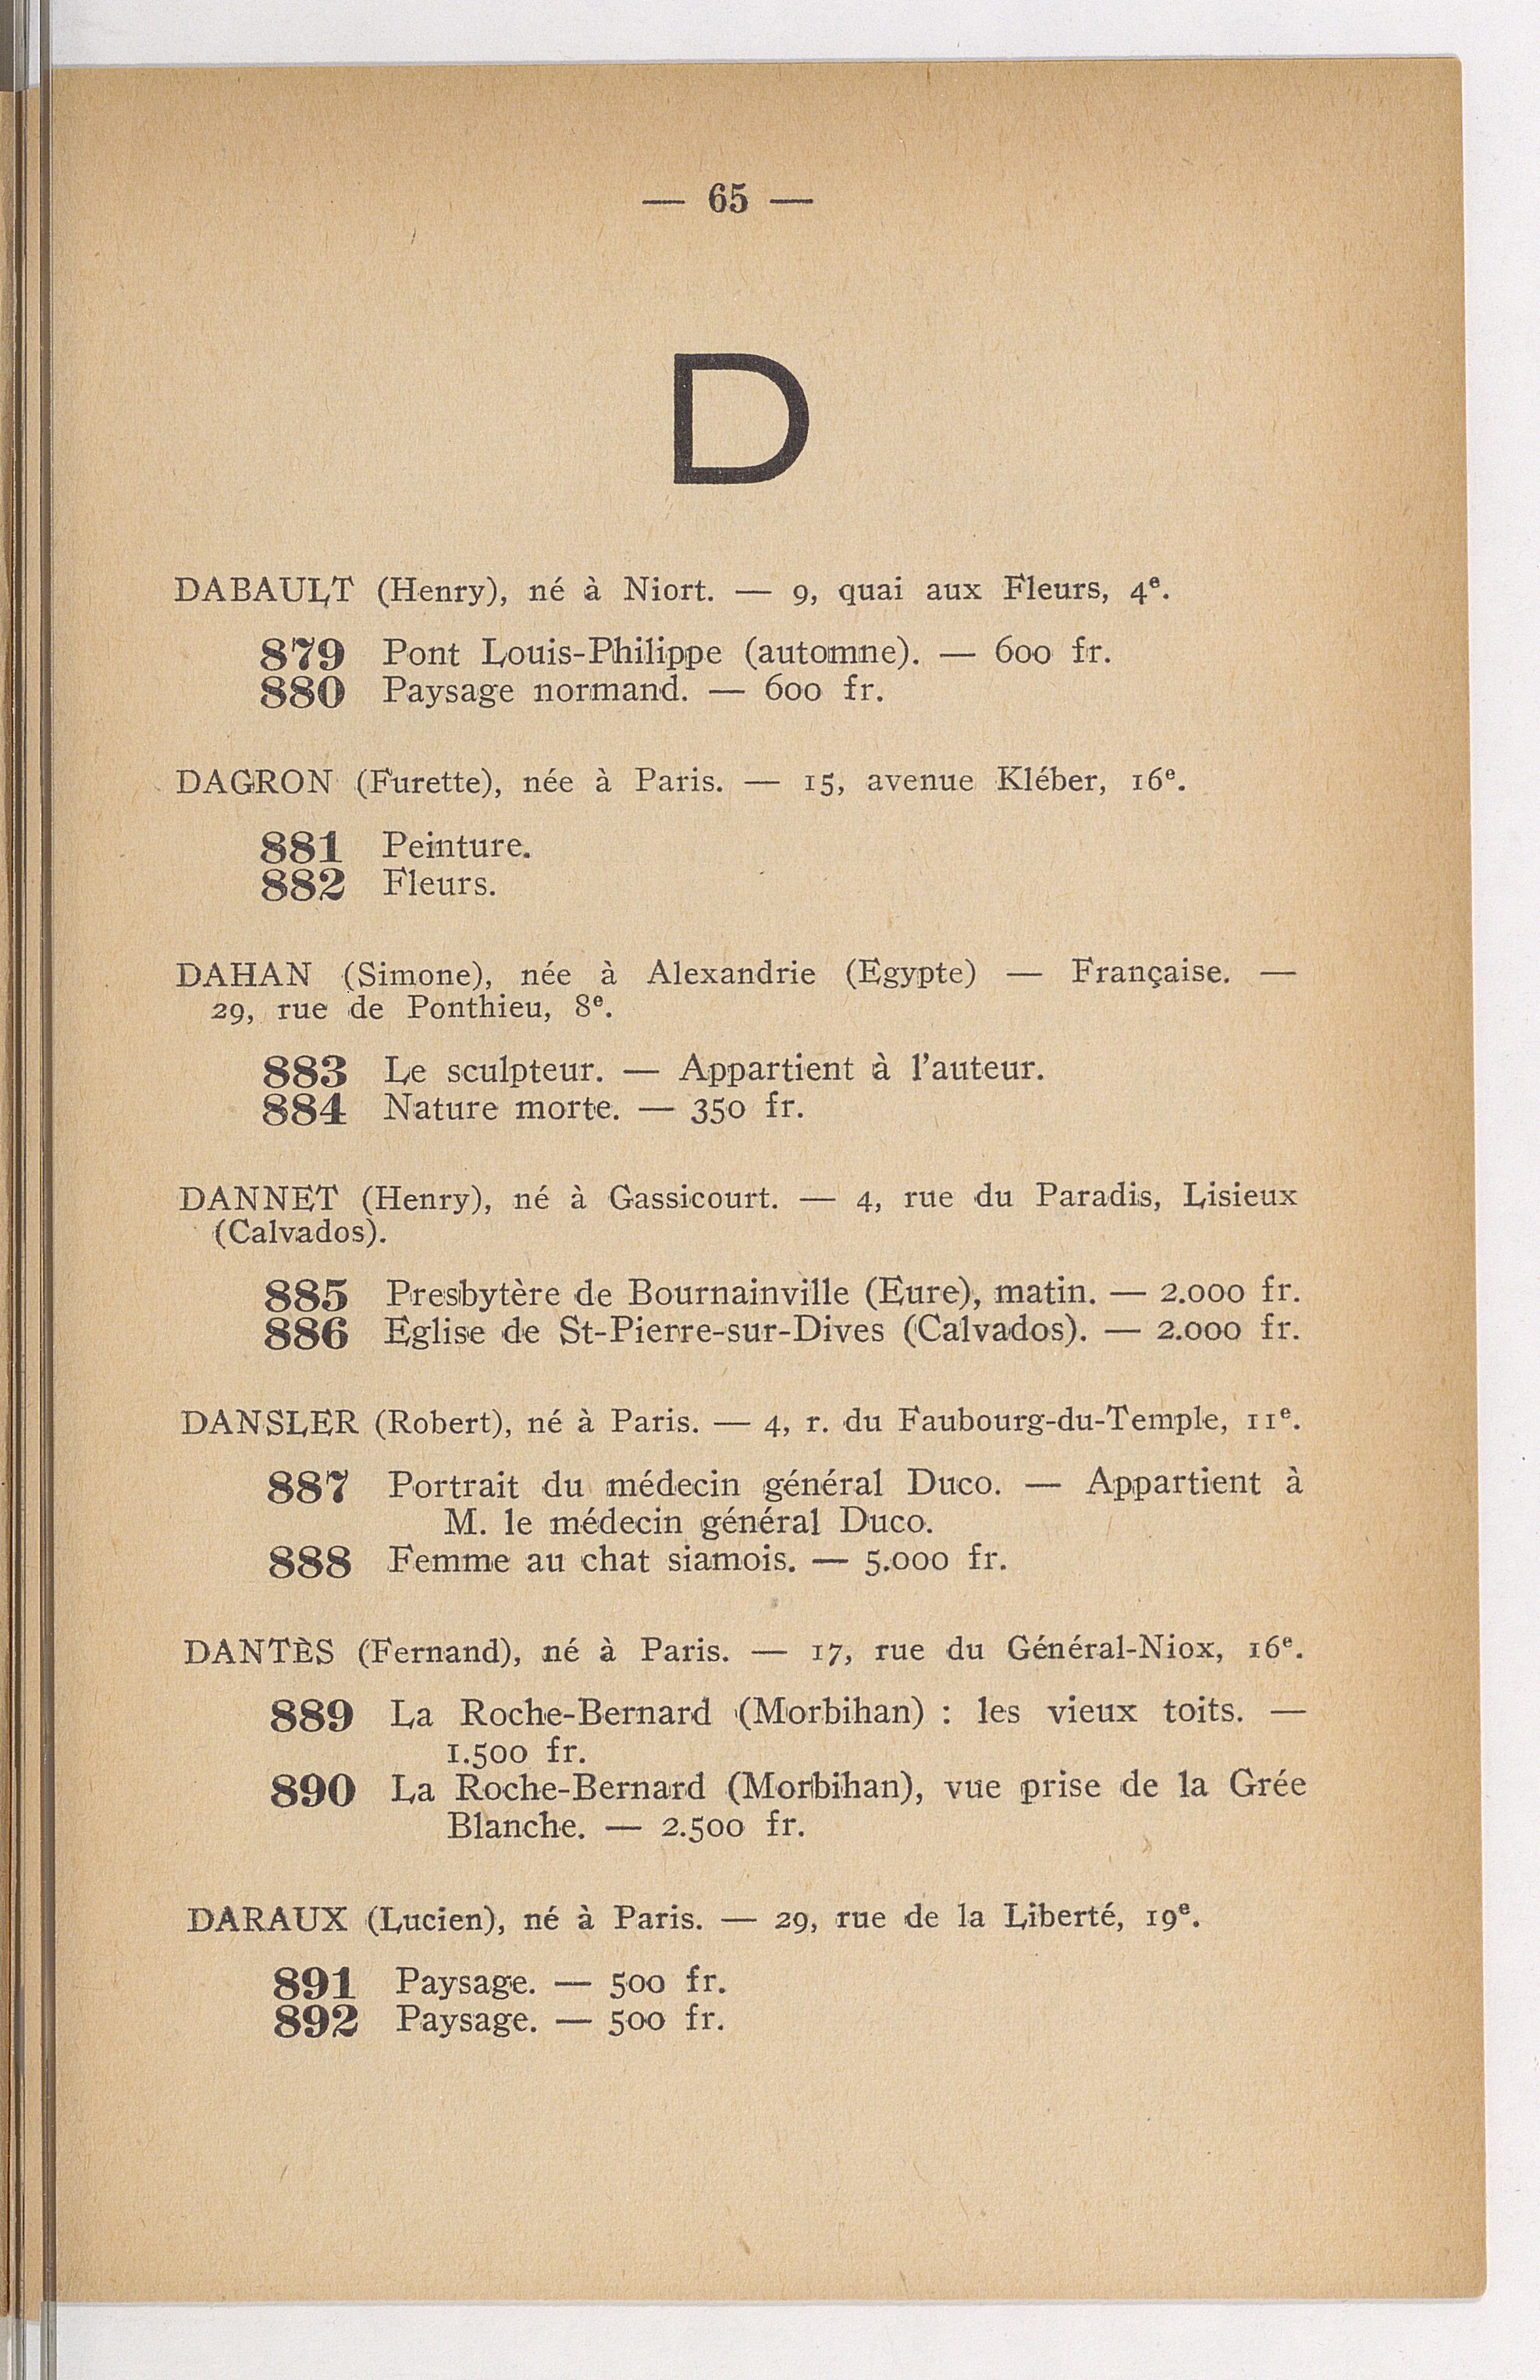 — 65 —
D
DABAULT (Henry), né à Niort. — 9, quai aux Fleurs, 4ᵉ.
879 Pont Louis-Philippe (automne). — 600 fr.
880 Paysage normand. — 600 fr.
DAGRON (Furette), née à Paris. — 15, avenue Kléber, 16ᵉ.
881 Peinture.
882 Fleurs.
DAHAN (Simone), née à Alexandrie (Egypte) — Française. —
29, rue de Ponthieu, 8ᵉ.
883 Le sculpteur. — Appartient à l'auteur.
884 Nature morte. — 350 fr.
DANNET (Henry), né à Gassicourt. — 4, rue du Paradis, Lisieux
(Calvados).
885 Presbytère de Bournainville (Eure), matin. — 2.000 fr.
886 Eglise de St-Pierre-sur-Dives (Calvados). — 2.000 fr.
DANSLER (Robert), né à Paris. — 4, r. du Faubourg-du-Temple, 11ᵉ.
887 Portrait du médecin général Duco. — Appartient à
M. le médecin général Duco.
888 Femme au chat siamois. — 5.000 fr.
DANTÈS (Fernand), né à Paris. — 17, rue du Général-Niox, 16ᵉ.
889 La Roche-Bernard (Morbihan) : les vieux toits. —
1.500 fr.
890 La Roche-Bernard (Morbihan), vue prise de la Grée
Blanche. — 2.500 fr.
DARAUX (Lucien), né à Paris. — 29, rue de la Liberté, 19ᵉ.
891 Paysage. — 500 fr.
892 Paysage. — 500 fr.